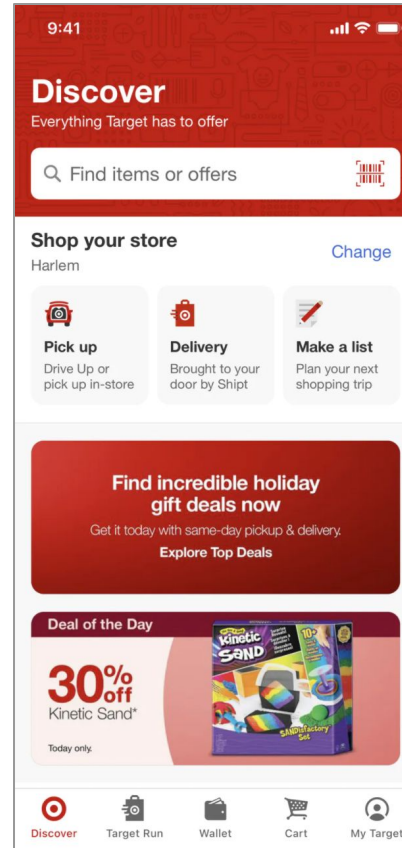 9:41
Discover
Everything Target has to offer
Find items or offers
Shop your store
Harlem
Change
Pick up
Drive Up or
pick up in-store
Delivery
Brought to your
door by Shipt
Make a list
Plan your next
shopping trip
Find incredible holiday
gift deals now
Get it today with same-day pickup & delivery.
Explore Top Deals
Deal of the Day
30%
off
Kinetic Sand*
Today only.
Kinetic
SAND
10+
SANDisfactory
Set
Discover
Target Run
Wallet
Cart
My Target